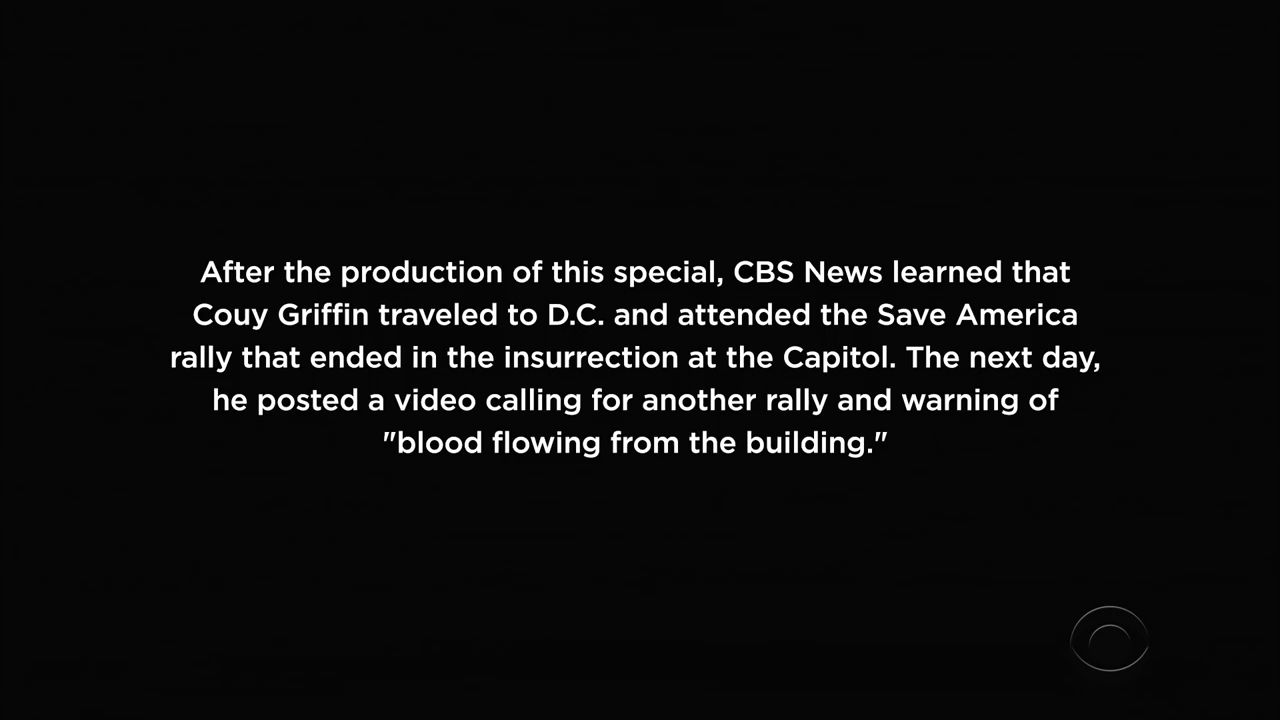 After the production of this special, CBS News learned that
Couy Griffin traveled to D.C. and attended the Save America
rally that ended in the insurrection at the Capitol. The next day,
he posted a video calling for another rally and warning of
"blood flowing from the building."